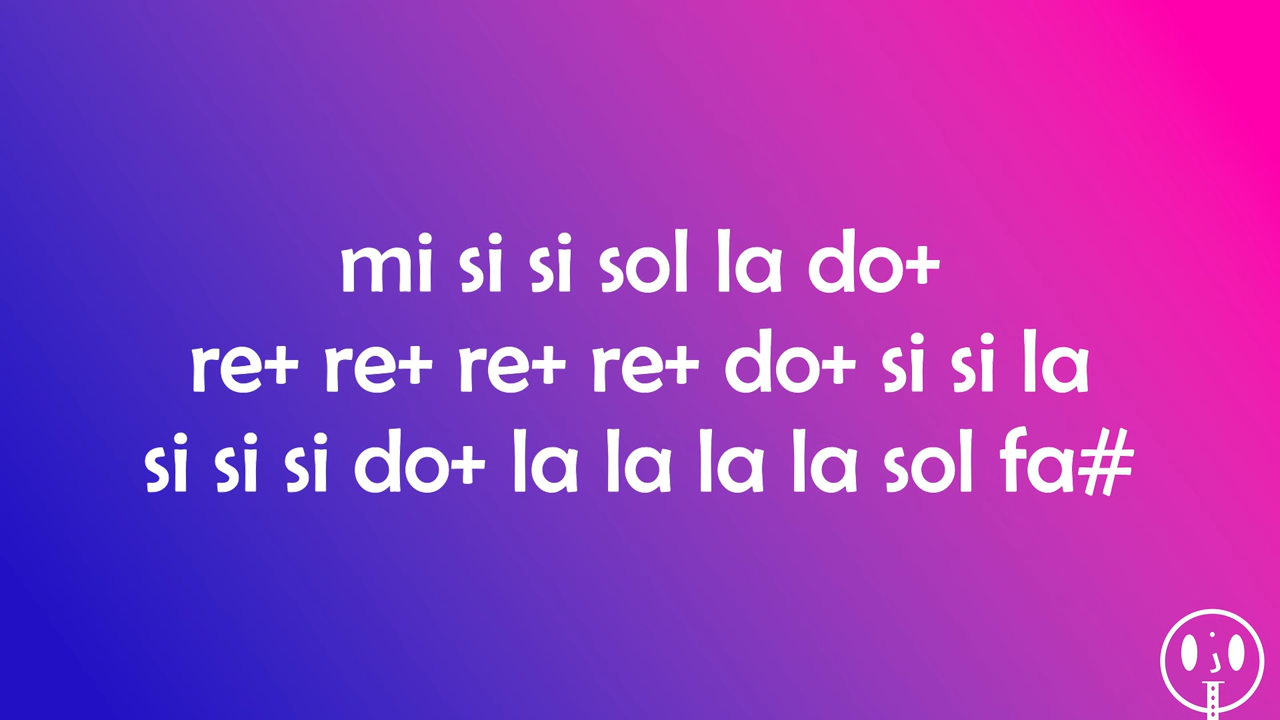 mi si si sol la do+
re+ re+ re+ re+ do+ si si la
si si si do+ la la la la sol fa#